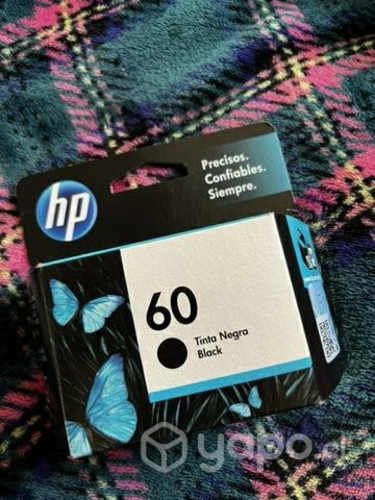 Precisos.
Confiables.
Siempre.
hp
60
Tinta Negra
Black
yapo.cl